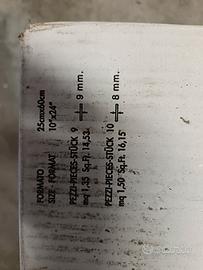 FORMATO 25cmx60cm
SIZE - FORMAT 10"x24"
PEZZI-PIECES-STÜCK 9 9 mm.
mq 1,35 Sq.Ft. 14,53
PEZZI-PIECES-STÜCK 10 8 mm.
mq 1,50 Sq.Ft. 16,15